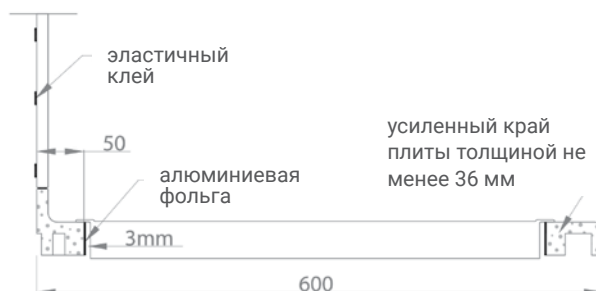 эластичный
клей
50
усиленный край
плиты толщиной не
менее 36 мм
алюминиевая
фольга
3mm
600